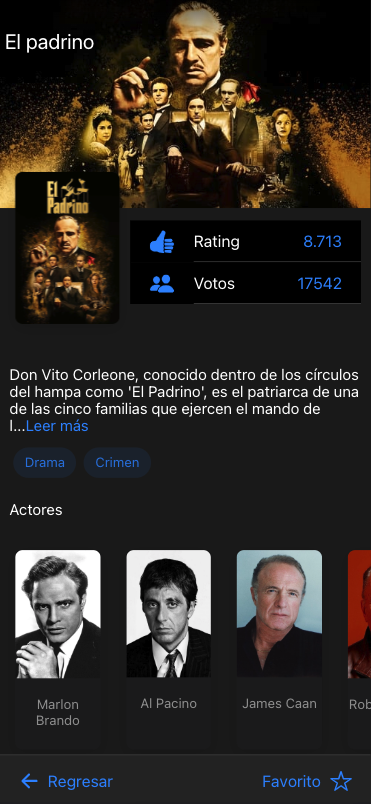 El padrino
El
Padrino
Rating 8.713
Votos 17542
Don Vito Corleone, conocido dentro de los círculos
del hampa como 'El Padrino', es el patriarca de una
de las cinco familias que ejercen el mando de
l...Leer más
Drama Crimen
Actores
Marlon
Brando
Al Pacino
James Caan
Rob
Regresar Favorito